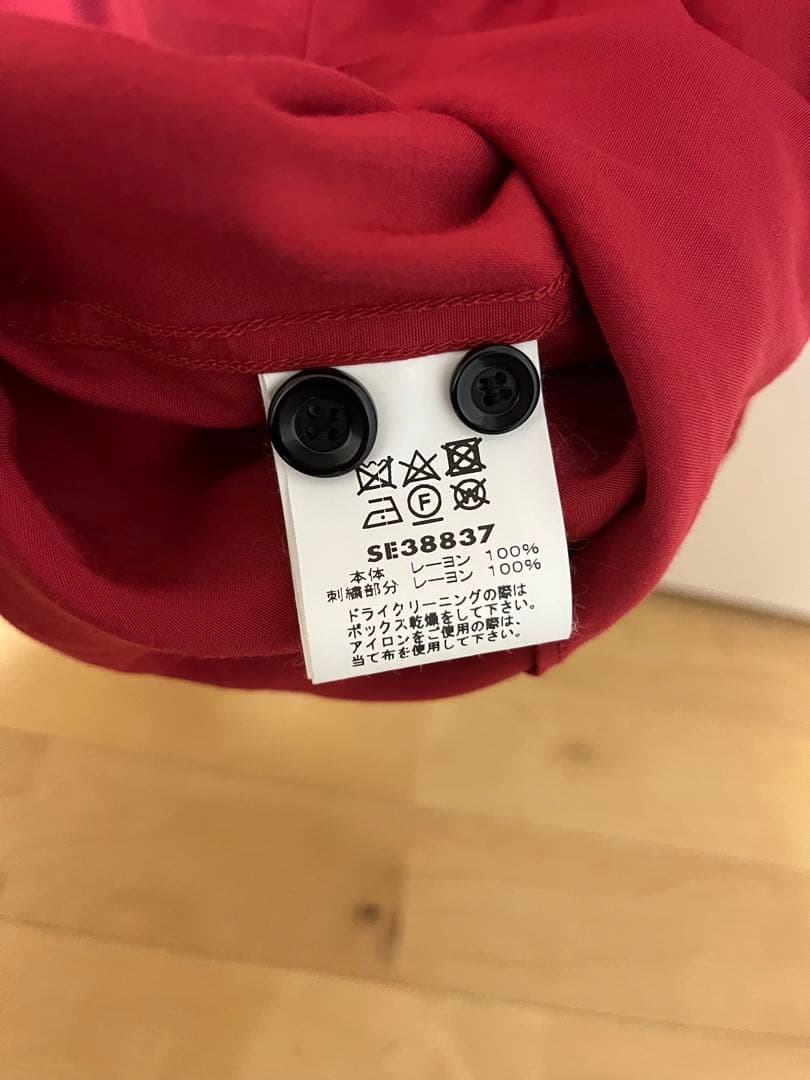 F
W
SE38837
本体 レーヨン 100%
刺繍部分 レーヨン 100%
ドライクリーニングの際は
ボックス乾燥をして下さい。
アイロンをご使用の際は、
当て布を使用して下さい。